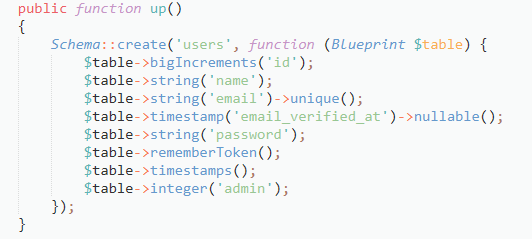 public function up()
{
    Schema::create('users', function (Blueprint $table) {
        $table->bigIncrements('id');
        $table->string('name');
        $table->string('email')->unique();
        $table->timestamp('email_verified_at')->nullable();
        $table->string('password');
        $table->rememberToken();
        $table->timestamps();
        $table->integer('admin');
    });
}